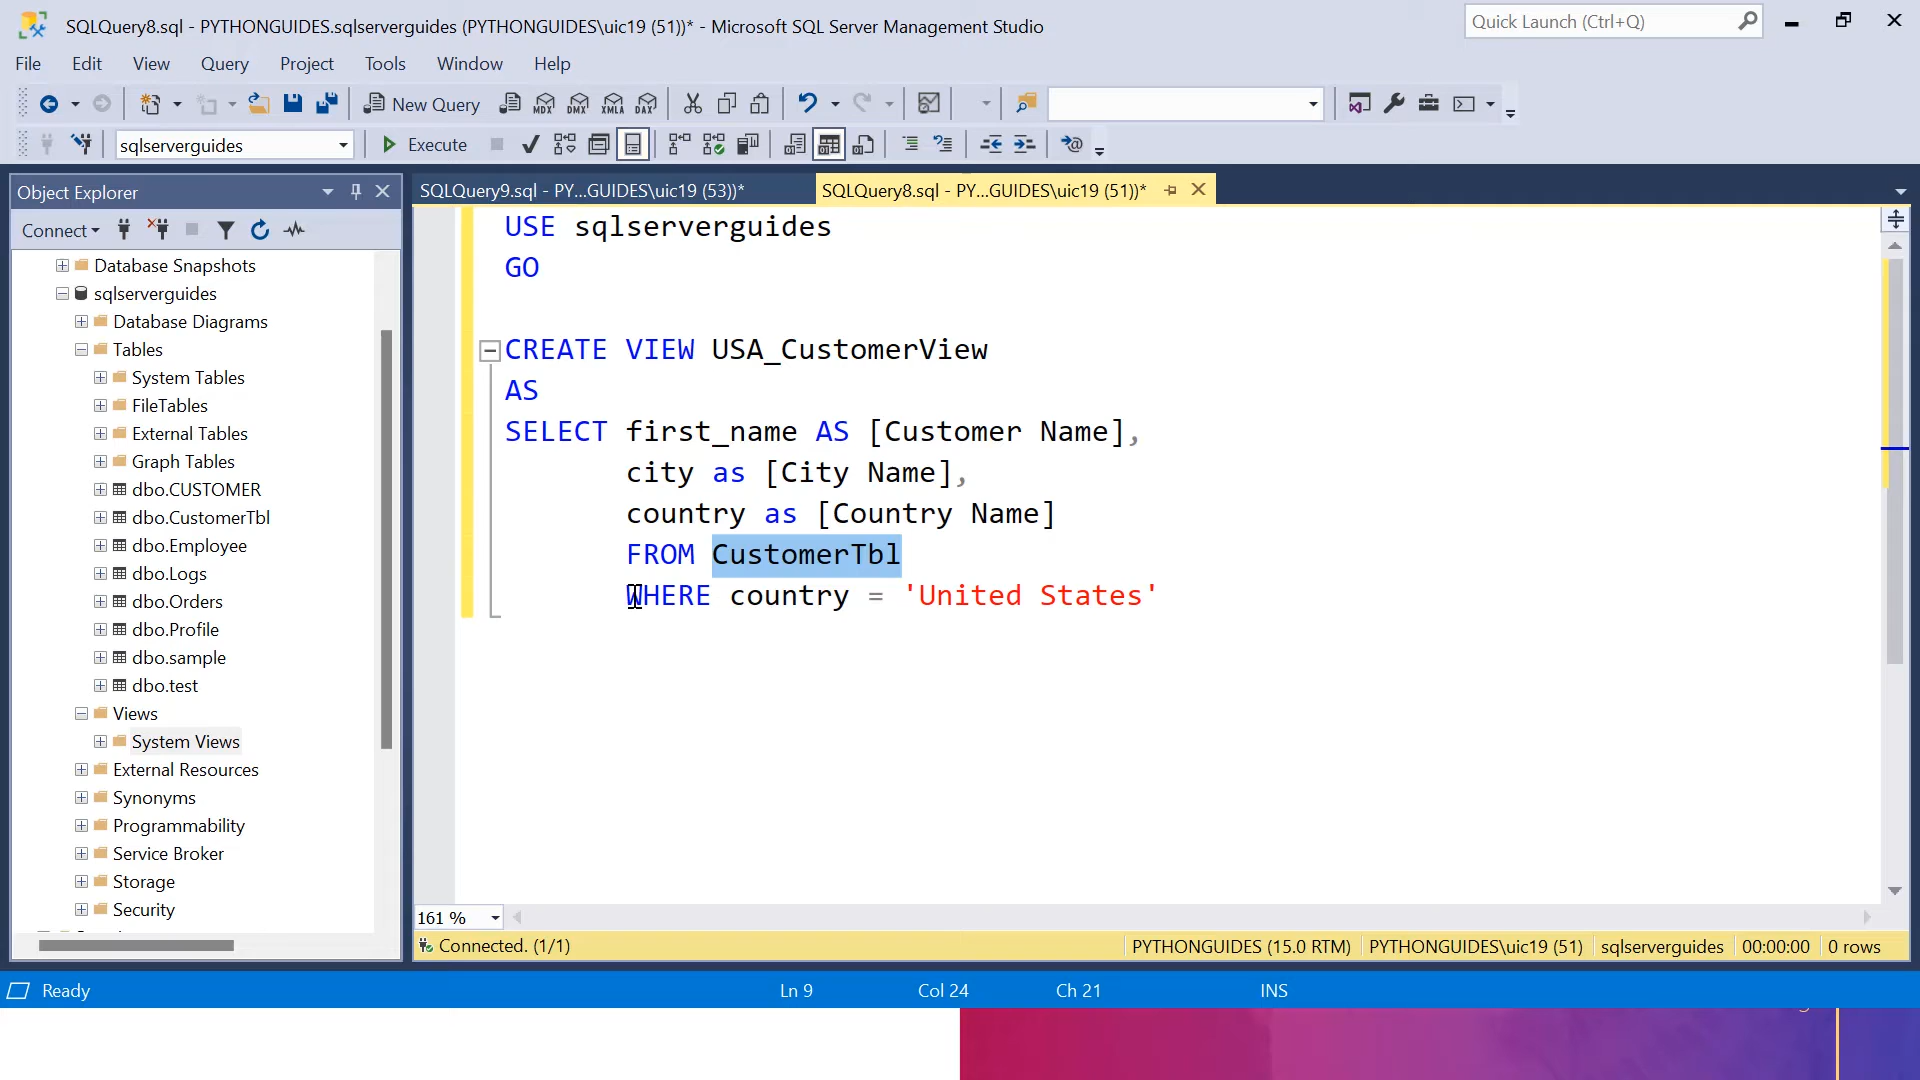 SQLQuery8.sql - PYTHONGUIDES.sqlserverguides (PYTHONGUIDES\uic19 (51))* - Microsoft SQL Server Management Studio
Quick Launch (Ctrl+Q)
File Edit View Query Project Tools Window Help
New Query
MDX DMX XMLA DAX
sqlserverguides
Execute
Object Explorer
Connect
Database Snapshots
sqlserverguides
Database Diagrams
Tables
System Tables
FileTables
External Tables
Graph Tables
dbo.CUSTOMER
dbo.CustomerTbl
dbo.Employee
dbo.Logs
dbo.Orders
dbo.Profile
dbo.sample
dbo.test
Views
System Views
External Resources
Synonyms
Programmability
Service Broker
Storage
Security
SQLQuery9.sql - PY...GUIDES\uic19 (53))*
SQLQuery8.sql - PY...GUIDES\uic19 (51))*
USE sqlserverguides
GO
CREATE VIEW USA_CustomerView
AS
SELECT first_name AS [Customer Name],
city as [City Name],
country as [Country Name]
FROM CustomerTbl
WHERE country = 'United States'
161 %
Connected. (1/1)
PYTHONGUIDES (15.0 RTM)
PYTHONGUIDES\uic19 (51)
sqlserverguides
00:00:00
0 rows
Ready
Ln 9
Col 24
Ch 21
INS